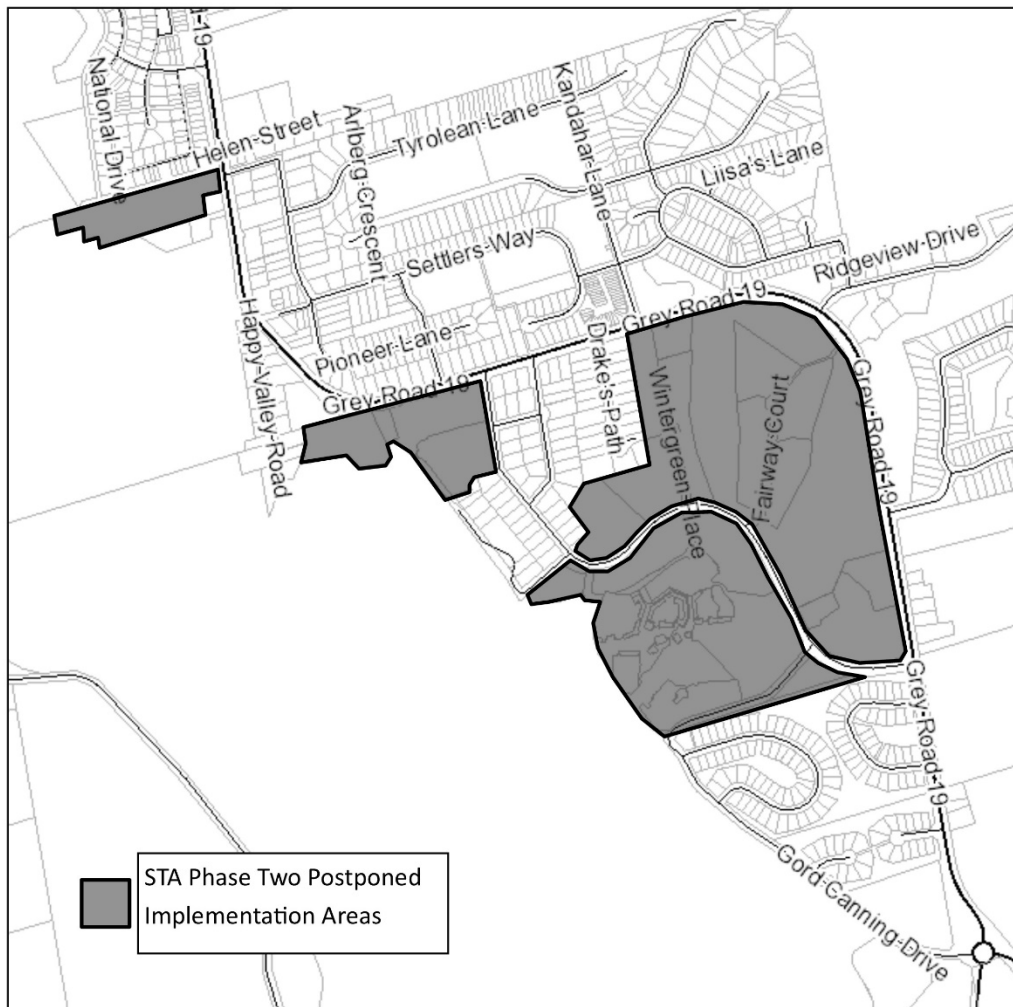 d-19
National-Drive
Helen-Street
Arlberg-Crescent
Tyrolean-Lane
Kandahar-Lane
Liisa's-Lane
Settlers-Way
Ridgeview-Drive
Happy-Valley-Road
Pioneer-Lane
Grey-Road-19
Grey-Road-19
Drake's-Path
Wintergreen-Place
Fairway-Court
Grey-Road-19
Grey-Road-19
Gord-Canning-Drive
STA Phase Two Postponed
Implementation Areas